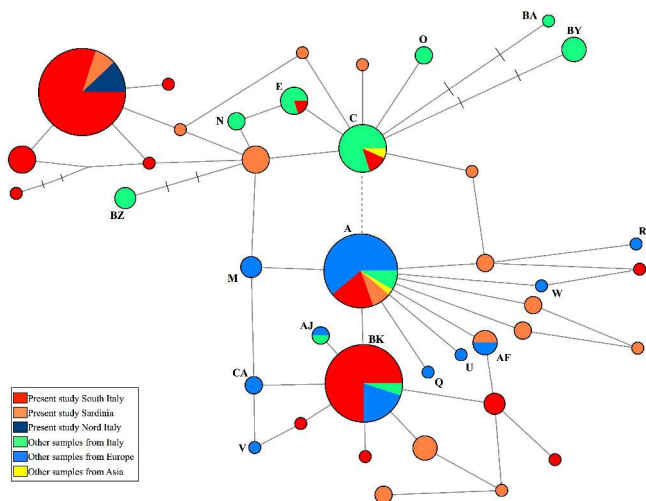 BA
O
BY
E
N
C
BZ
A
R
M
W
AJ
BK
U
AF
Q
CA
V
Present study South Italy
Present study Sardinia
Present study Nord Italy
Other samples from Italy
Other samples from Europe
Other samples from Asia